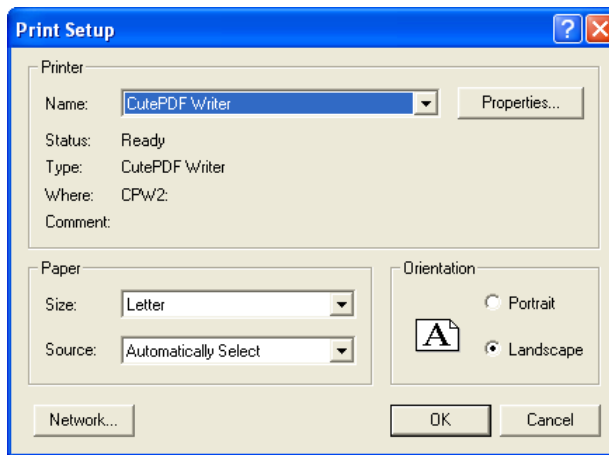 Print Setup
Printer
Name: CutePDF Writer Properties...
Status: Ready
Type: CutePDF Writer
Where: CPW2:
Comment:
Paper
Size: Letter
Source: Automatically Select
Orientation
A
Portrait
Landscape
Network... OK Cancel